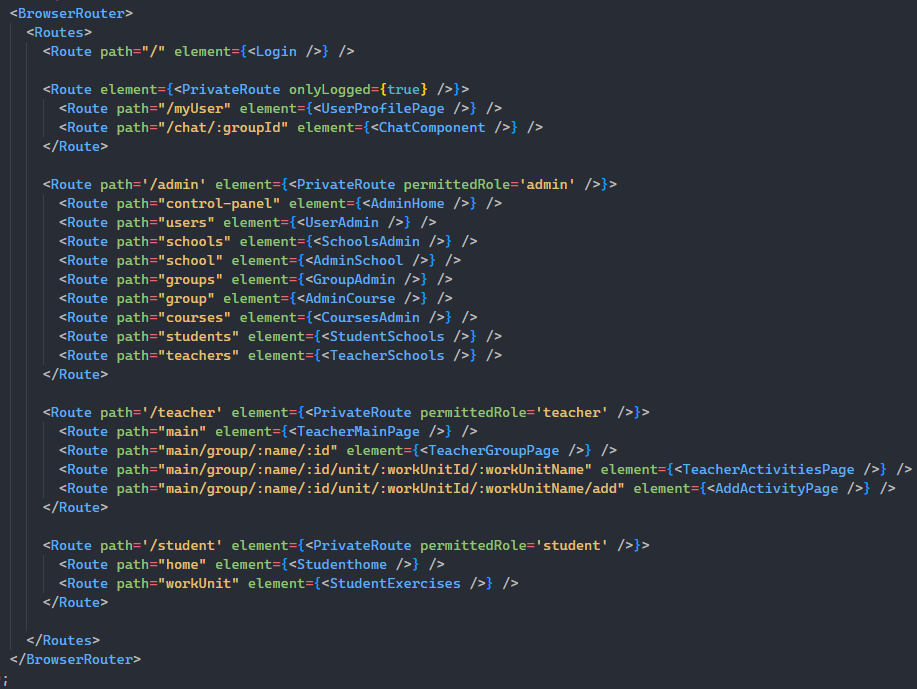 <BrowserRouter>
<Routes>
<Route path="/" element={<Login />} />
<Route element={<PrivateRoute onlyLogged={true} />}>
<Route path="/myUser" element={<UserProfilePage />} />
<Route path="/chat/:groupId" element={<ChatComponent />} />
</Route>
<Route path='/admin' element={<PrivateRoute permittedRole='admin' />}>
<Route path="control-panel" element={<AdminHome />} />
<Route path="users" element={<UserAdmin />} />
<Route path="schools" element={<SchoolsAdmin />} />
<Route path="school" element={<AdminSchool />} />
<Route path="groups" element={<GroupAdmin />} />
<Route path="group" element={<AdminCourse />} />
<Route path="courses" element={<CoursesAdmin />} />
<Route path="students" element={<StudentSchools />} />
<Route path="teachers" element={<TeacherSchools />} />
</Route>
<Route path='/teacher' element={<PrivateRoute permittedRole='teacher' />}>
<Route path="main" element={<TeacherMainPage />} />
<Route path="main/group/:name/:id" element={<TeacherGroupPage />} />
<Route path="main/group/:name/:id/unit/:workUnitId/:workUnitName" element={<TeacherActivitiesPage />} />
<Route path="main/group/:name/:id/unit/:workUnitId/:workUnitName/add" element={<AddActivityPage />} />
</Route>
<Route path='/student' element={<PrivateRoute permittedRole='student' />}>
<Route path="home" element={<Studenthome />} />
<Route path="workUnit" element={<StudentExercises />} />
</Route>
</Routes>
</BrowserRouter>
;